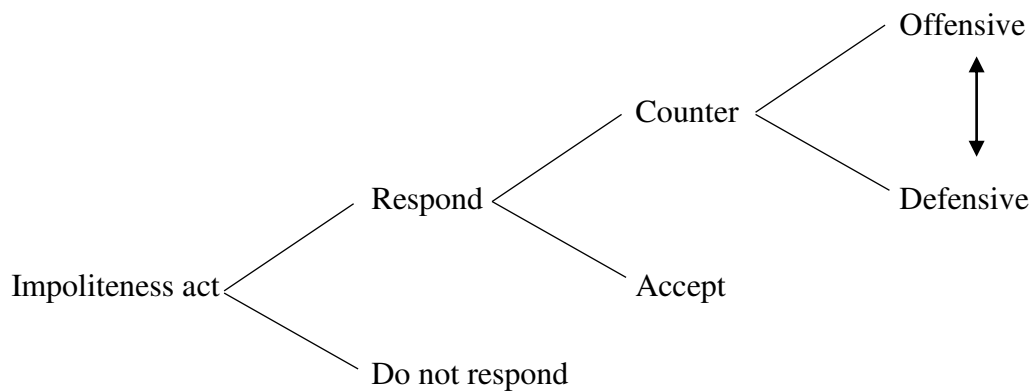 Offensive
Counter
Respond
Defensive
Impoliteness act
Accept
Do not respond